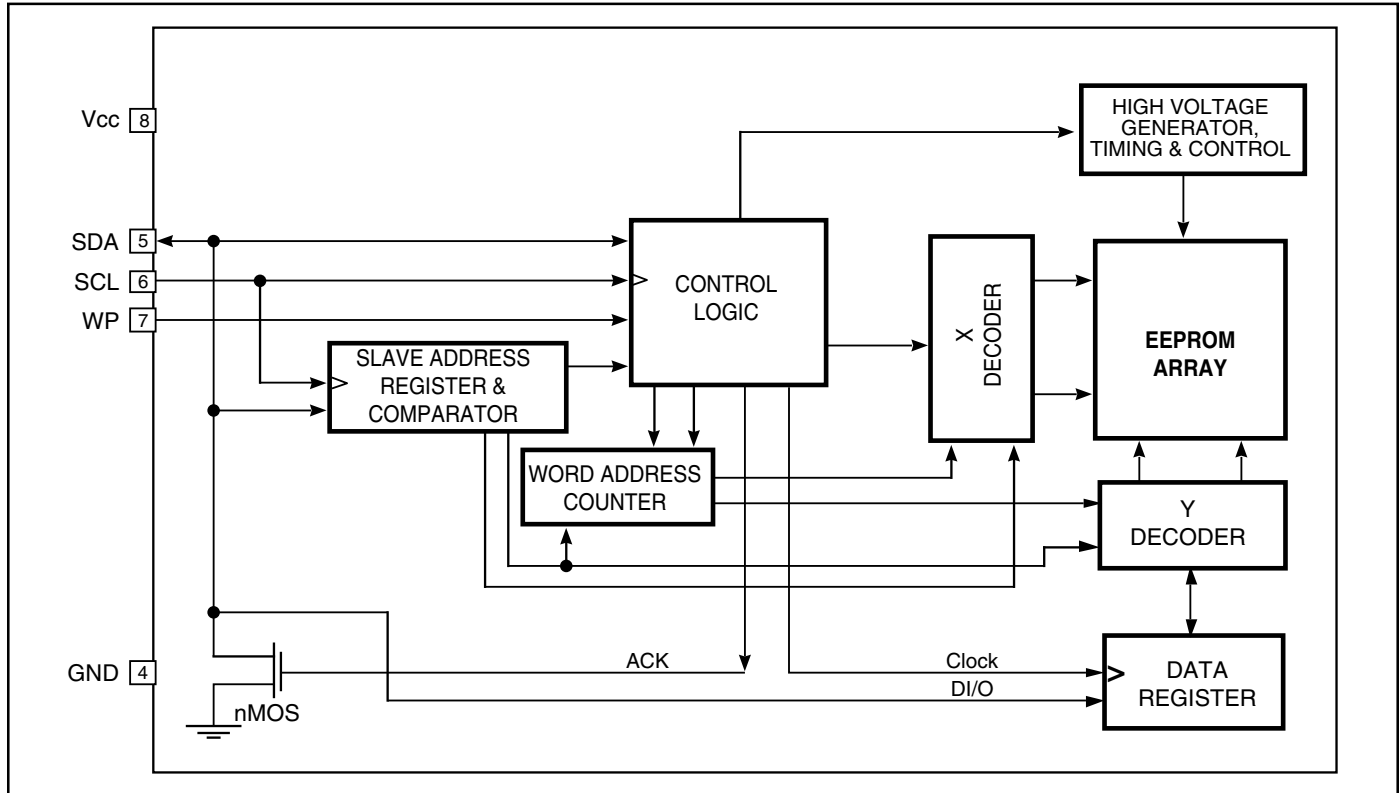 Vcc 8
HIGH VOLTAGE
GENERATOR,
TIMING & CONTROL
SDA 5
SCL 6
WP 7
CONTROL
LOGIC
X
DECODER
EEPROM
ARRAY
SLAVE ADDRESS
REGISTER &
COMPARATOR
WORD ADDRESS
COUNTER
Y
DECODER
GND 4
nMOS
ACK
Clock
DI/O
DATA
REGISTER